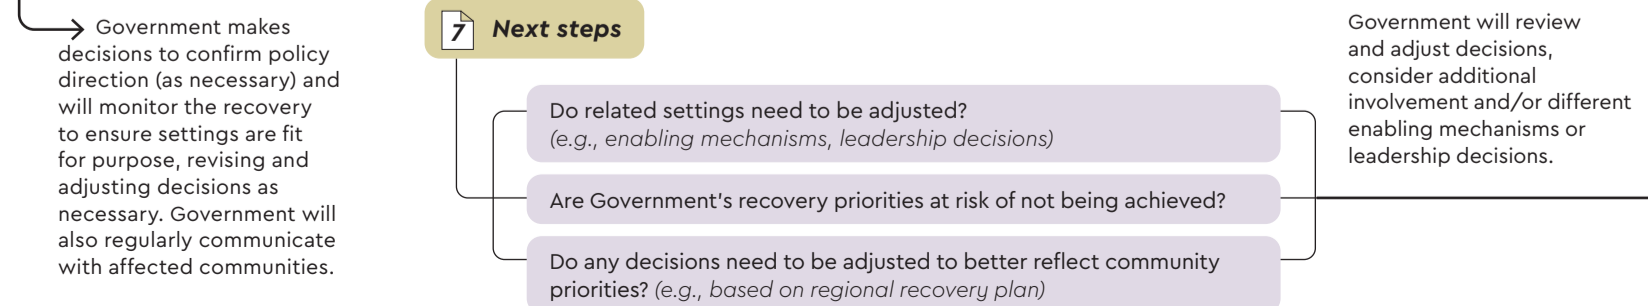 Government makes
decisions to confirm policy
direction (as necessary) and
will monitor the recovery
to ensure settings are fit
for purpose, revising and
adjusting decisions as
necessary. Government will
also regularly communicate
with affected communities.
7 Next steps
Do related settings need to be adjusted?
(e.g., enabling mechanisms, leadership decisions)
Are Government's recovery priorities at risk of not being achieved?
Do any decisions need to be adjusted to better reflect community
priorities? (e.g., based on regional recovery plan)
Government will review
and adjust decisions,
consider additional
involvement and/or different
enabling mechanisms or
leadership decisions.